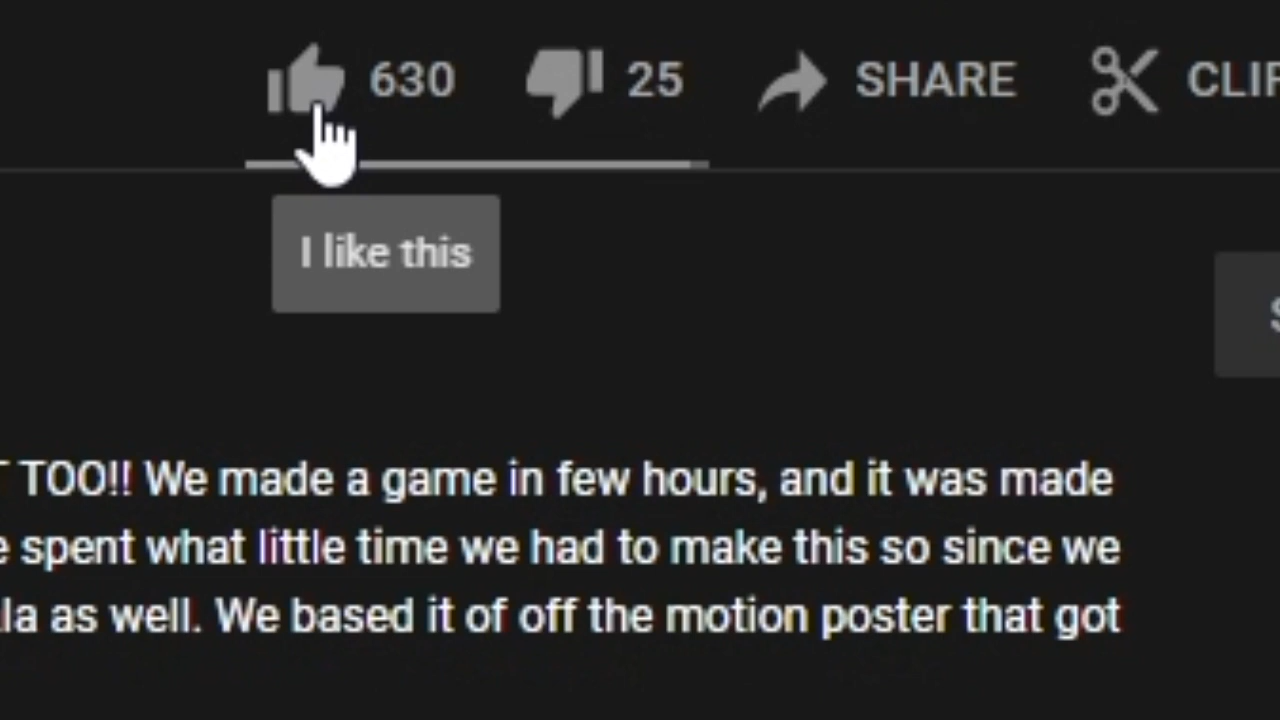 630 25 SHARE CLIP
I like this
TOO!! We made a game in few hours, and it was made
spent what little time we had to make this so since we
la as well. We based it of off the motion poster that got